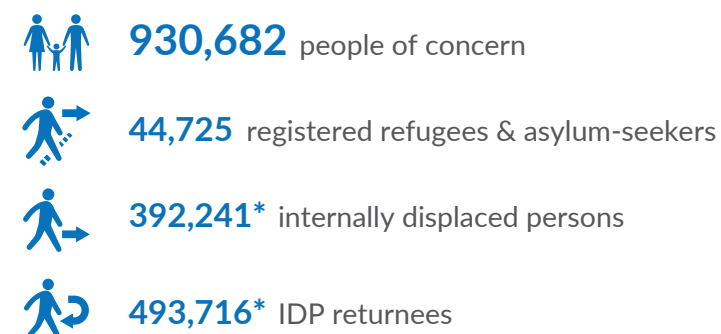 930,682 people of concern
44,725 registered refugees & asylum-seekers
392,241* internally displaced persons
493,716* IDP returnees